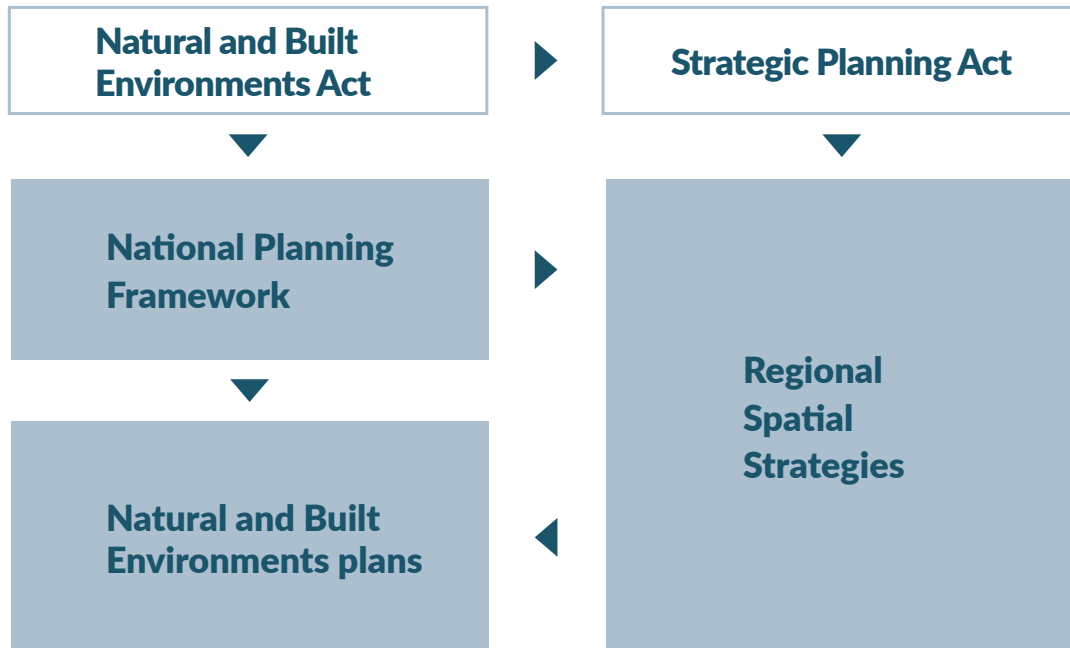 Natural and Built
Environments Act
Strategic Planning Act
National Planning
Framework
Regional
Spatial
Strategies
Natural and Built
Environments plans